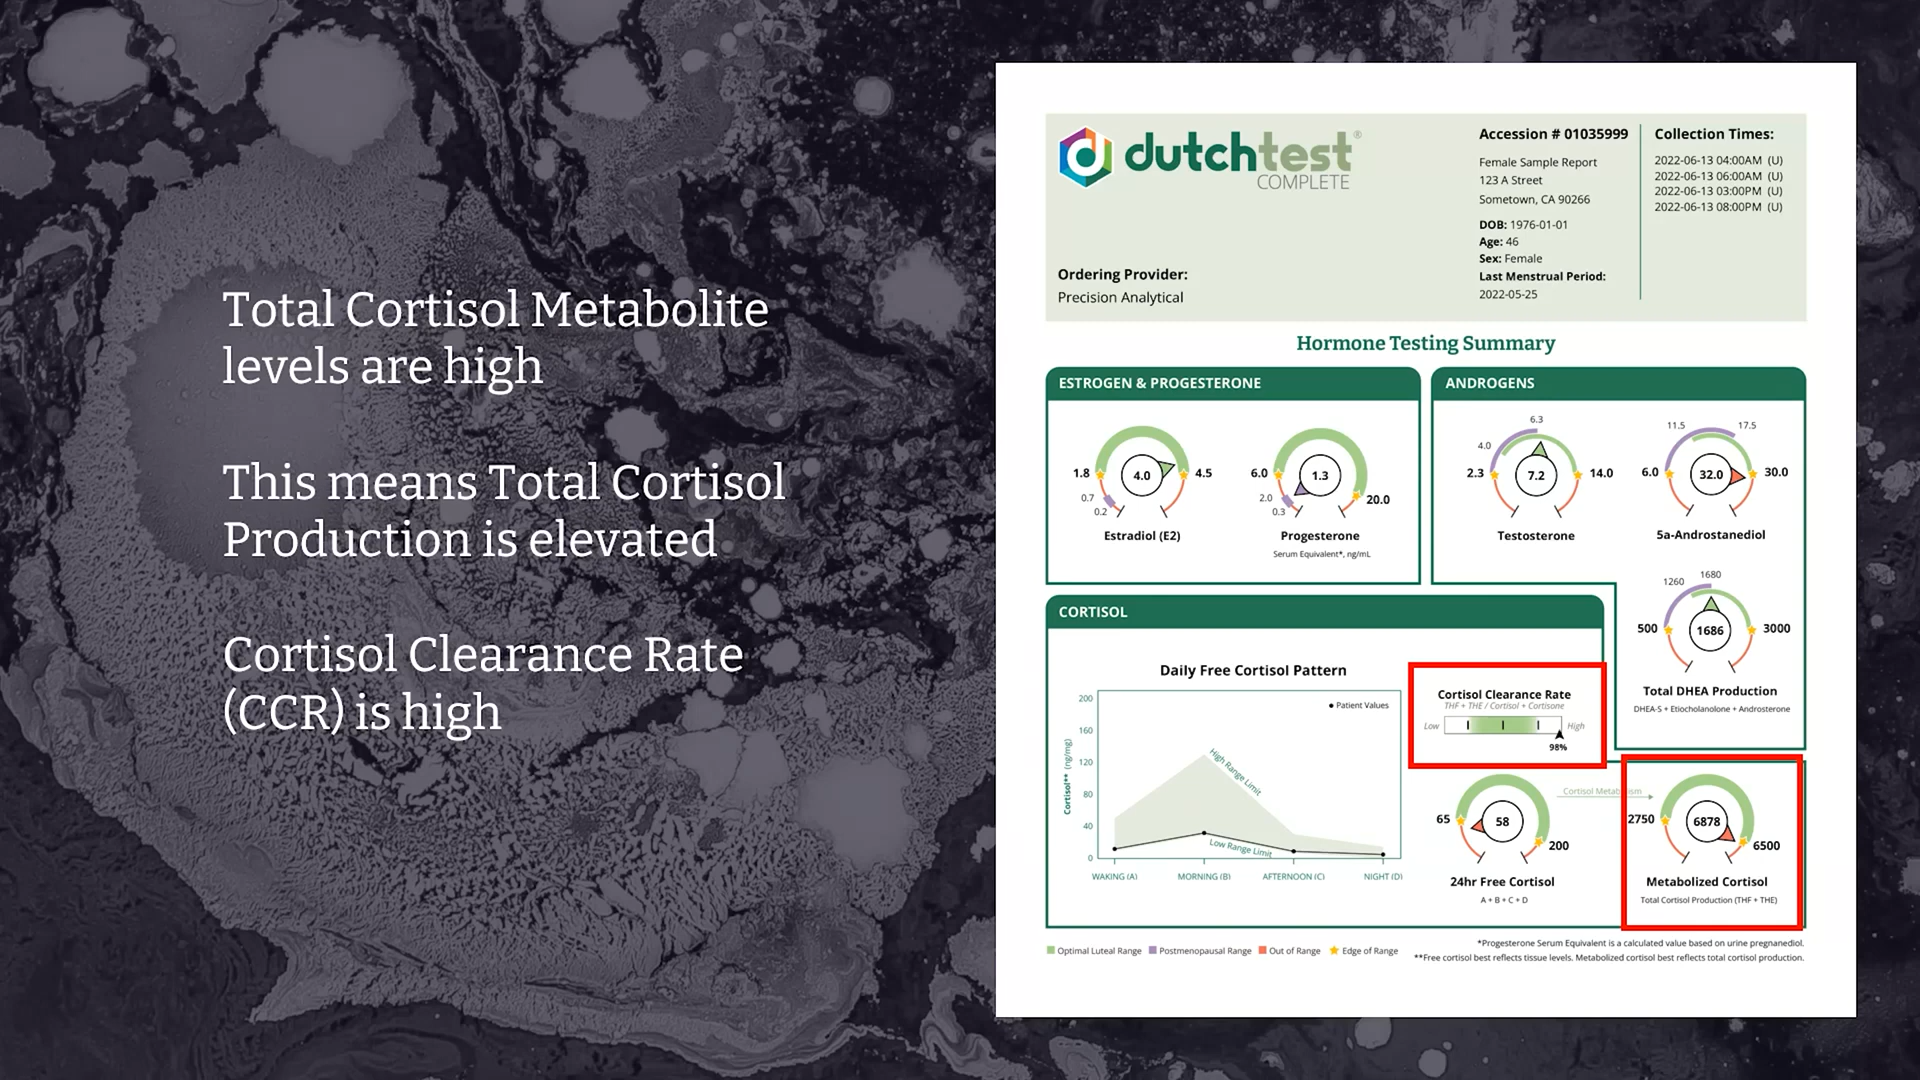 Total Cortisol Metabolite
levels are high
This means Total Cortisol
Production is elevated
Cortisol Clearance Rate
(CCR) is high
dutchtest®
COMPLETE
Ordering Provider:
Precision Analytical
Accession # 01035999
Female Sample Report
123 A Street
Sometown, CA 90266
DOB: 1976-01-01
Age: 46
Sex: Female
Last Menstrual Period:
2022-05-25
Collection Times:
2022-06-13 04:00AM (U)
2022-06-13 06:00AM (U)
2022-06-13 03:00PM (U)
2022-06-13 08:00PM (U)
Hormone Testing Summary
ESTROGEN & PROGESTERONE
1.8
4.0
4.5
0.7
0.2
Estradiol (E2)
6.0
1.3
20.0
2.0
0.3
Progesterone
Serum Equivalent*, ng/mL
ANDROGENS
6.3
4.0
2.3
7.2
14.0
Testosterone
11.5
17.5
6.0
32.0
30.0
5a-Androstanediol
1260
1680
500
1686
3000
Total DHEA Production
DHEA-S + Etiocholanolone + Androsterone
CORTISOL
Daily Free Cortisol Pattern
Cortisol** (ng/mg)
200
160
120
80
40
0
Patient Values
High Range Limit
Low Range Limit
WAKING (A)
MORNING (B)
AFTERNOON (C)
NIGHT (D)
Cortisol Clearance Rate
THF + THE / Cortisol + Cortisone
Low
High
98%
65
58
200
24hr Free Cortisol
A + B + C + D
Cortisol Metabolism
2750
6878
6500
Metabolized Cortisol
Total Cortisol Production (THF + THE)
Optimal Luteal Range
Postmenopausal Range
Out of Range
Edge of Range
*Progesterone Serum Equivalent is a calculated value based on urine pregnanediol.
**Free cortisol best reflects tissue levels. Metabolized cortisol best reflects total cortisol production.